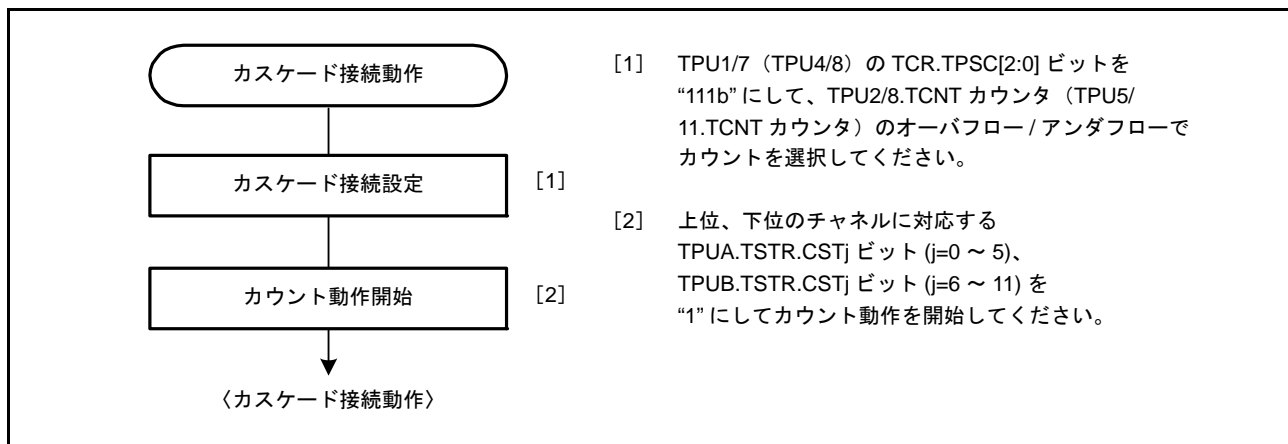 カスケード接続動作
カスケード接続設定
[1]
カウント動作開始
[2]
〈カスケード接続動作〉
[1] TPU1/7（TPU4/8）の TCR.TPSC[2:0] ビットを
“111b” にして、TPU2/8.TCNT カウンタ（TPU5/
11.TCNT カウンタ）のオーバフロー / アンダフローで
カウントを選択してください。
[2] 上位、下位のチャネルに対応する
TPUA.TSTR.CSTj ビット (j=0 ～ 5)、
TPUB.TSTR.CSTj ビット (j=6 ～ 11) を
“1” にしてカウント動作を開始してください。